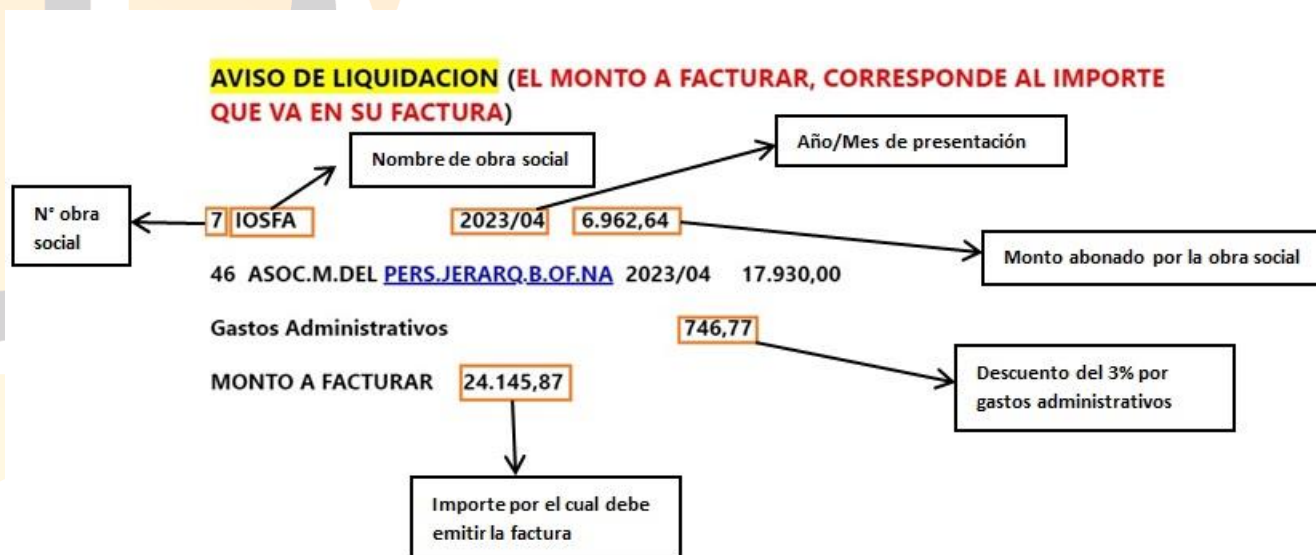 AVISO DE LIQUIDACION (EL MONTO A FACTURAR, CORRESPONDE AL IMPORTE
QUE VA EN SU FACTURA)
Nombre de obra social
Año/Mes de presentación
N° obra
social
7 IOSFA 2023/04 6.962,64
Monto abonado por la obra social
46 ASOC.M.DEL PERS.JERARQ.B.OF.NA 2023/04 17.930,00
Gastos Administrativos 746,77
Descuento del 3% por
gastos administrativos
MONTO A FACTURAR 24.145,87
Importe por el cual debe
emitir la factura